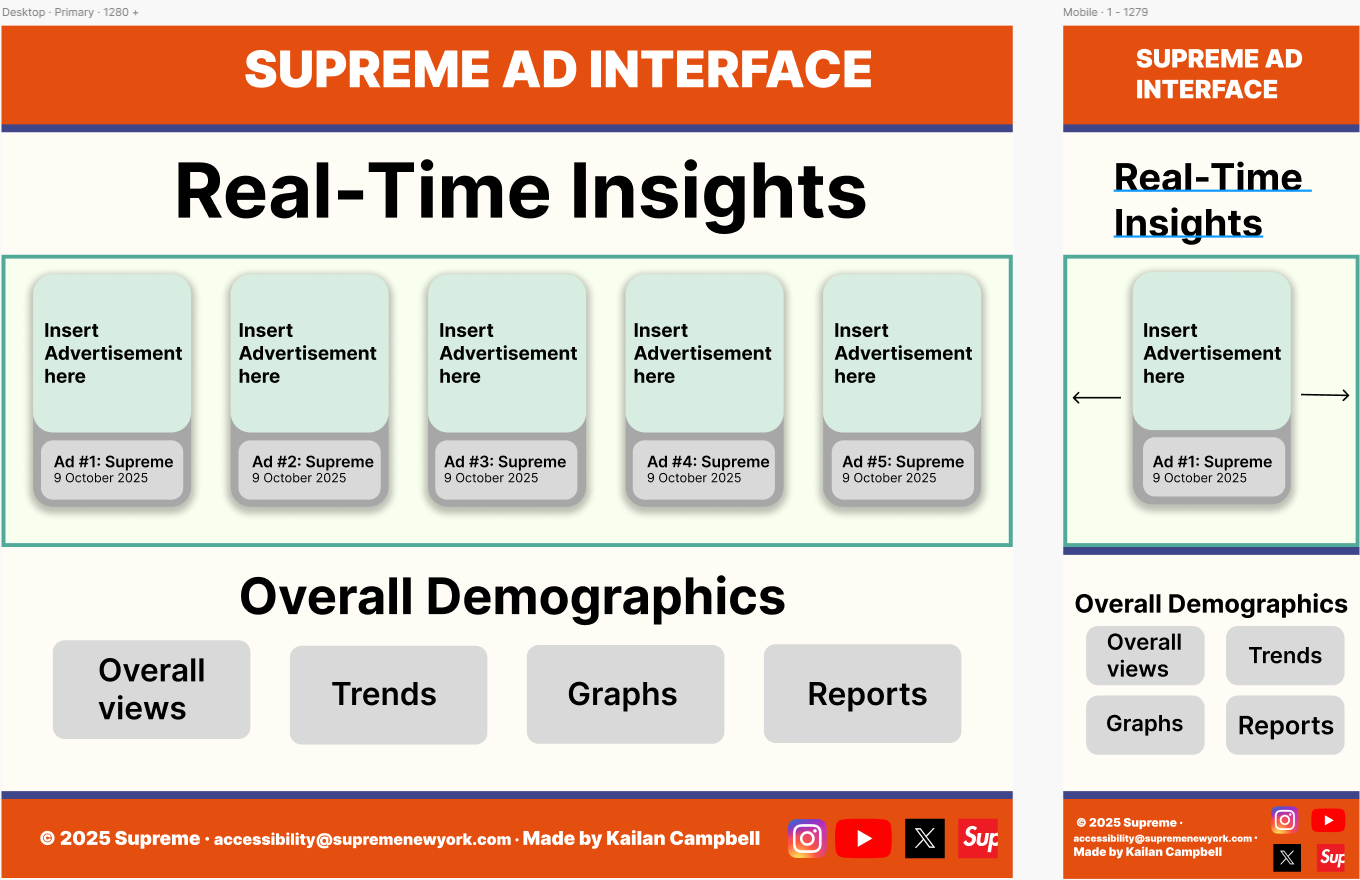 Desktop · Primary · 1280 +
SUPREME AD INTERFACE
Real-Time Insights
Insert
Advertisement
here
Ad #1: Supreme
9 October 2025
Insert
Advertisement
here
Ad #2: Supreme
9 October 2025
Insert
Advertisement
here
Ad #3: Supreme
9 October 2025
Insert
Advertisement
here
Ad #4: Supreme
9 October 2025
Insert
Advertisement
here
Ad #5: Supreme
9 October 2025
Overall Demographics
Overall
views
Trends
Graphs
Reports
© 2025 Supreme · accessibility@supremenewyork.com · Made by Kailan Campbell
Sup
Mobile · 1 - 1279
SUPREME AD
INTERFACE
Real-Time
Insights
Insert
Advertisement
here
Ad #1: Supreme
9 October 2025
Overall Demographics
Overall
views
Trends
Graphs
Reports
© 2025 Supreme ·
accessibility@supremenewyork.com ·
Made by Kailan Campbell
Sup